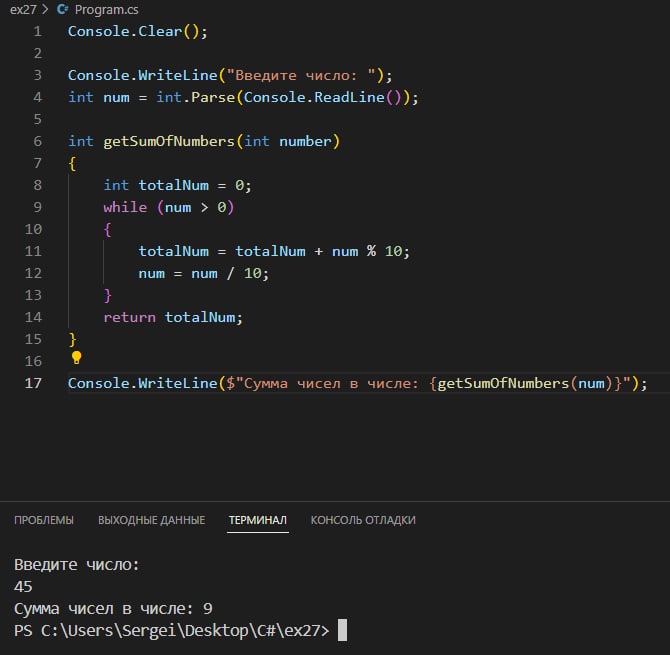 ex27 > C# Program.cs
1 Console.Clear();
2
3 Console.WriteLine("Введите число: ");
4 int num = int.Parse(Console.ReadLine());
5
6 int getSumOfNumbers(int number)
7 {
8 int totalNum = 0;
9 while (num > 0)
10 {
11 totalNum = totalNum + num % 10;
12 num = num / 10;
13 }
14 return totalNum;
15 }
16
17 Console.WriteLine($"Сумма чисел в числе: {getSumOfNumbers(num)}");
ПРОБЛЕМЫ ВЫХОДНЫЕ ДАННЫЕ ТЕРМИНАЛ КОНСОЛЬ ОТЛАДКИ
Введите число:
45
Сумма чисел в числе: 9
PS C:\Users\Sergei\Desktop\C#\ex27>